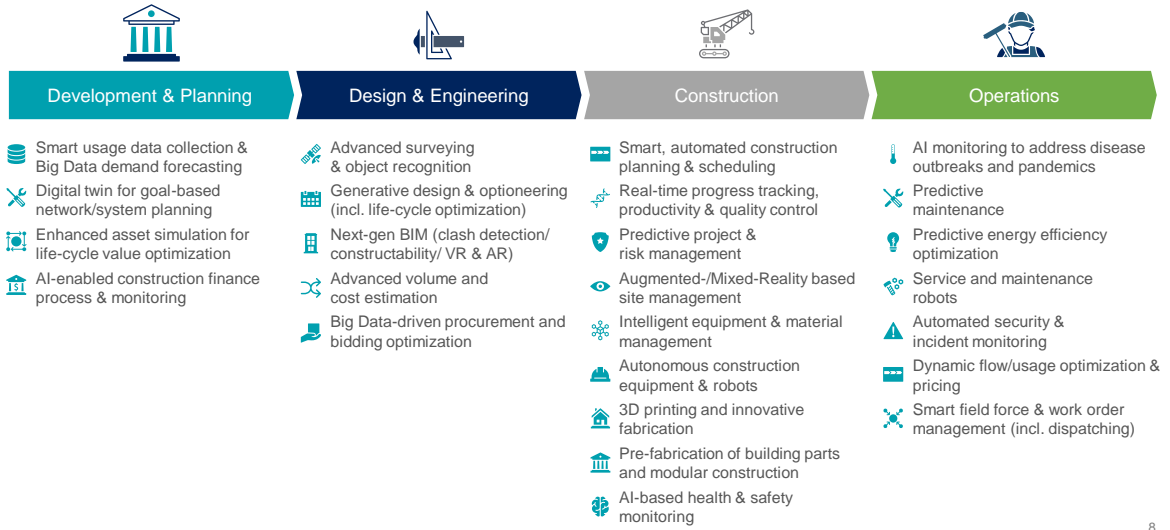 Development & Planning
Design & Engineering
Construction
Operations
Smart usage data collection &
Big Data demand forecasting
Digital twin for goal-based
network/system planning
Enhanced asset simulation for
life-cycle value optimization
AI-enabled construction finance
process & monitoring
Advanced surveying
& object recognition
Generative design & optioneering
(incl. life-cycle optimization)
Next-gen BIM (clash detection/
constructability/ VR & AR)
Advanced volume and
cost estimation
Big Data-driven procurement and
bidding optimization
Smart, automated construction
planning & scheduling
Real-time progress tracking,
productivity & quality control
Predictive project &
risk management
Augmented-/Mixed-Reality based
site management
Intelligent equipment & material
management
Autonomous construction
equipment & robots
3D printing and innovative
fabrication
Pre-fabrication of building parts
and modular construction
AI-based health & safety
monitoring
AI monitoring to address disease
outbreaks and pandemics
Predictive
maintenance
Predictive energy efficiency
optimization
Service and maintenance
robots
Automated security &
incident monitoring
Dynamic flow/usage optimization &
pricing
Smart field force & work order
management (incl. dispatching)
8